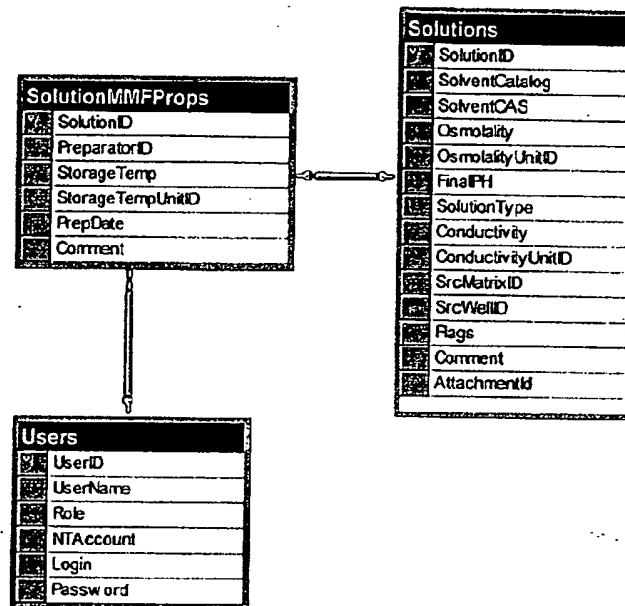 Solutions
SolutionID
SolventCatalog
SolventCAS
Osmolality
OsmolalityUnitID
FinalPH
SolutionType
Conductivity
ConductivityUnitID
SrcMatrixID
SrcWellID
Flags
Comment
AttachmentId
SolutionMMFProps
SolutionID
PreparatorID
StorageTemp
StorageTempUnitID
PrepDate
Comment
Users
UserID
UserName
Role
NTAccount
Login
Password